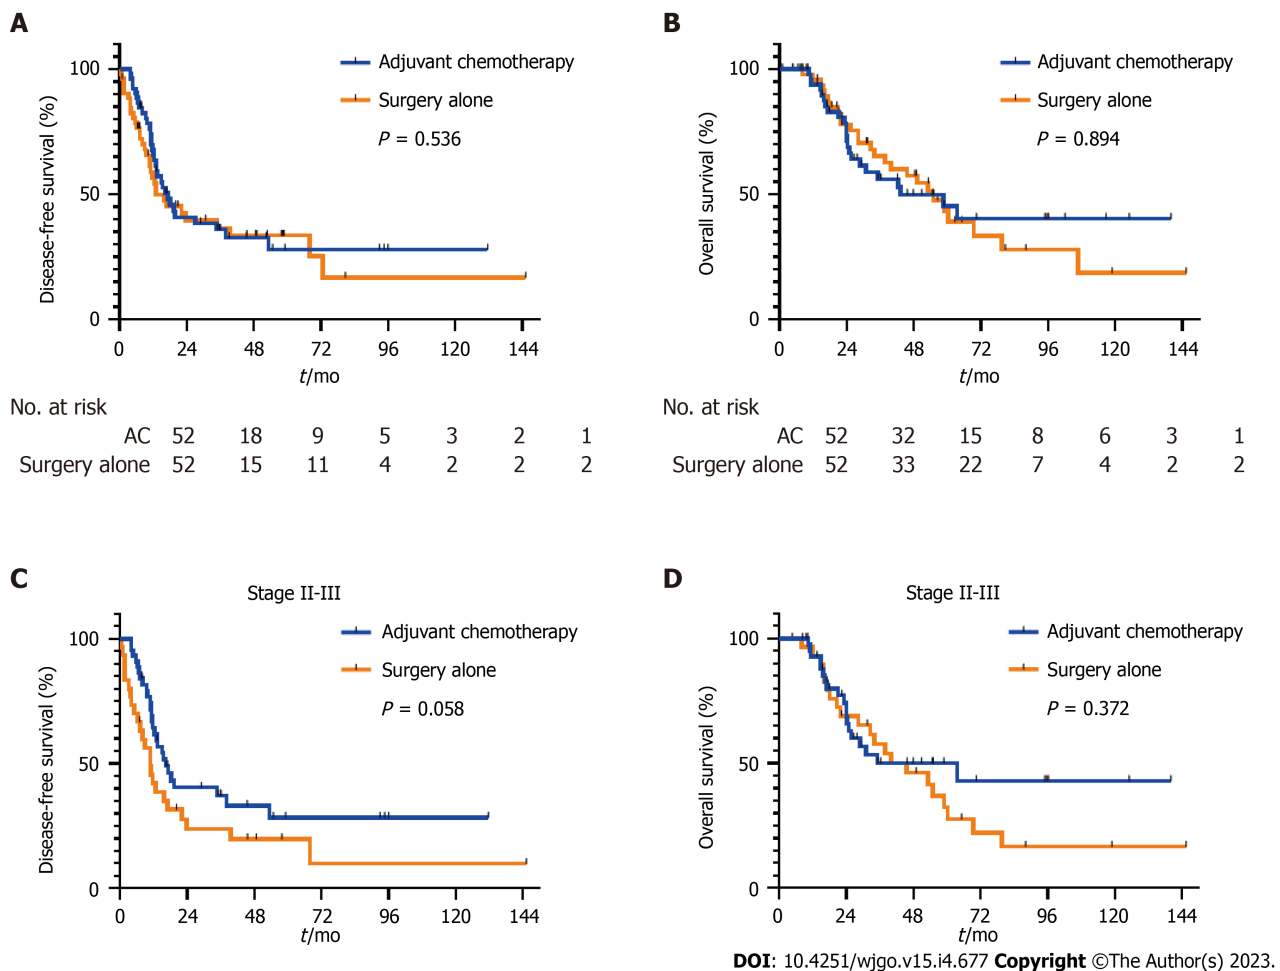 A
Disease-free survival (%)
100
50
0
Adjuvant chemotherapy
Surgery alone
P = 0.536
0 24 48 72 96 120 144
t/mo
No. at risk
AC 52 18 9 5 3 2 1
Surgery alone 52 15 11 4 2 2 2
B
Overall survival (%)
100
50
0
Adjuvant chemotherapy
Surgery alone
P = 0.894
0 24 48 72 96 120 144
t/mo
No. at risk
AC 52 32 15 8 6 3 1
Surgery alone 52 33 22 7 4 2 2
C
Stage II-III
Disease-free survival (%)
100
50
0
Adjuvant chemotherapy
Surgery alone
P = 0.058
0 24 48 72 96 120 144
t/mo
D
Stage II-III
Overall survival (%)
100
50
0
Adjuvant chemotherapy
Surgery alone
P = 0.372
0 24 48 72 96 120 144
t/mo
DOI: 10.4251/wjgo.v15.i4.677 Copyright ©The Author(s) 2023.